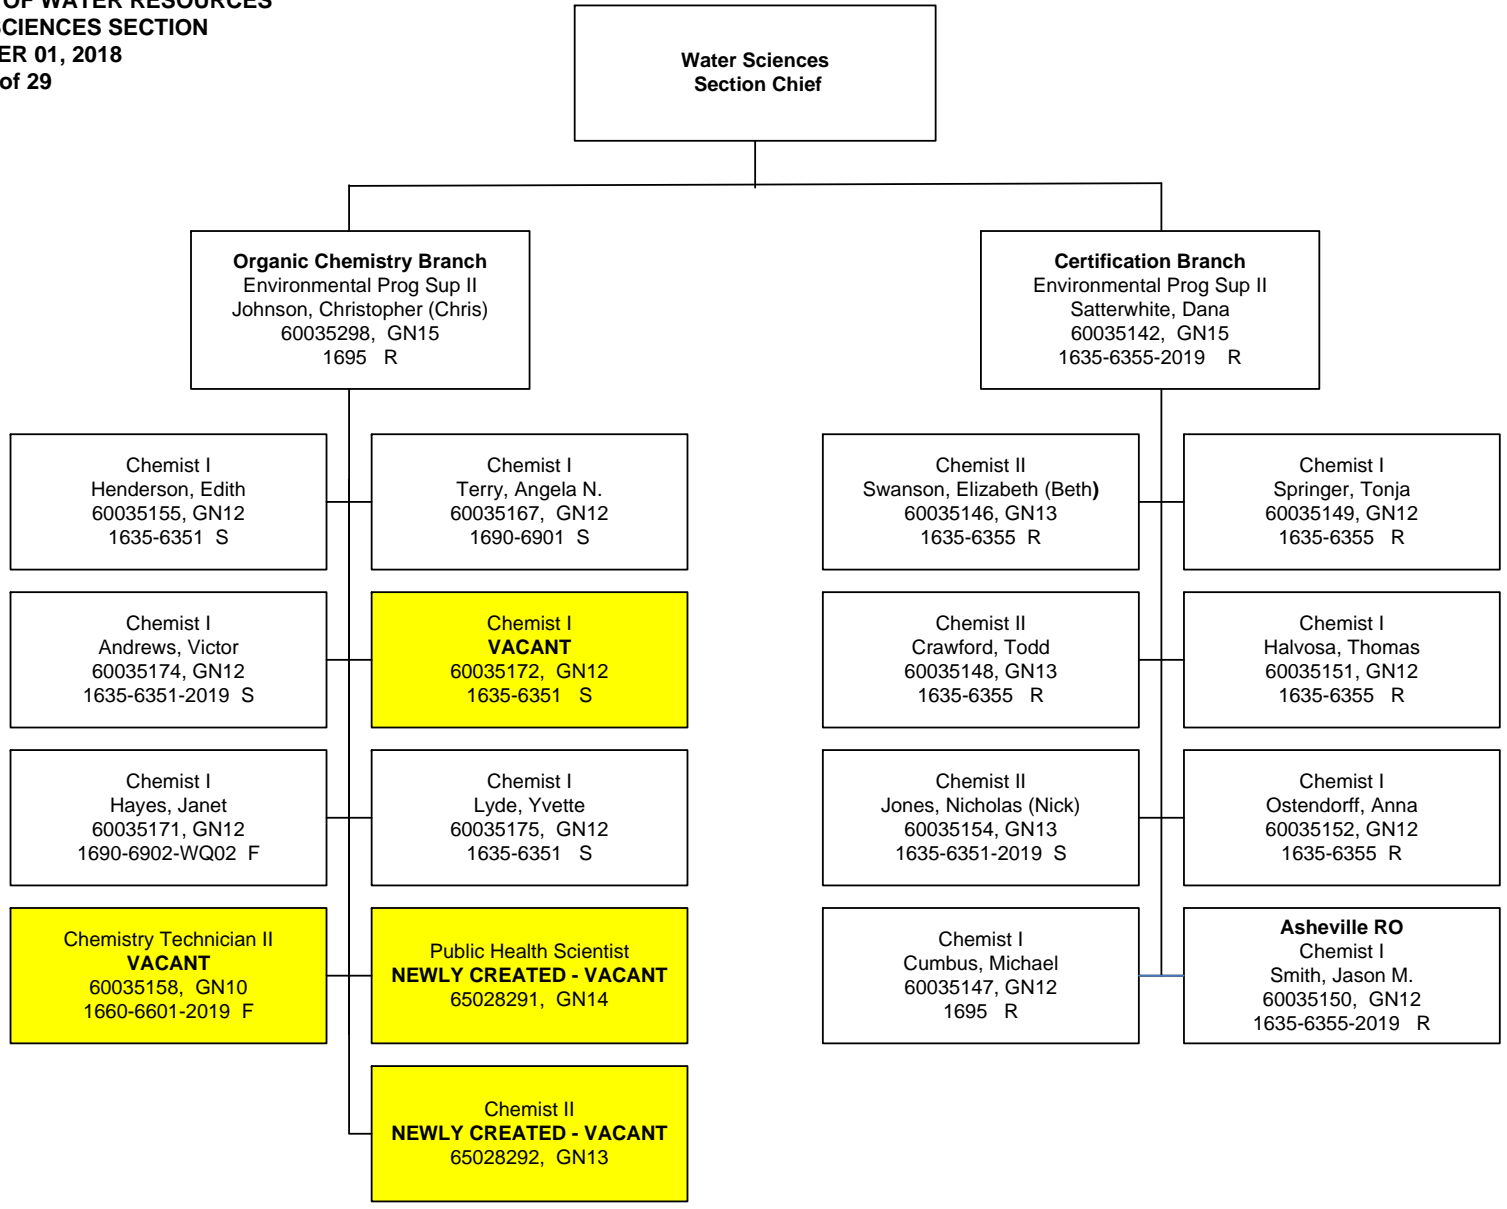 OF WATER RESOURCES
SCIENCES SECTION
ER 01, 2018
of 29
Water Sciences
Section Chief
Organic Chemistry Branch
Environmental Prog Sup II
Johnson, Christopher (Chris)
60035298, GN15
1695 R
Certification Branch
Environmental Prog Sup II
Satterwhite, Dana
60035142, GN15
1635-6355-2019 R
Chemist I
Henderson, Edith
60035155, GN12
1635-6351 S
Chemist I
Terry, Angela N.
60035167, GN12
1690-6901 S
Chemist II
Swanson, Elizabeth (Beth)
60035146, GN13
1635-6355 R
Chemist I
Springer, Tonja
60035149, GN12
1635-6355 R
Chemist I
Andrews, Victor
60035174, GN12
1635-6351-2019 S
Chemist I
VACANT
60035172, GN12
1635-6351 S
Chemist II
Crawford, Todd
60035148, GN13
1635-6355 R
Chemist I
Halvosa, Thomas
60035151, GN12
1635-6355 R
Chemist I
Hayes, Janet
60035171, GN12
1690-6902-WQ02 F
Chemist I
Lyde, Yvette
60035175, GN12
1635-6351 S
Chemist II
Jones, Nicholas (Nick)
60035154, GN13
1635-6351-2019 S
Chemist I
Ostendorff, Anna
60035152, GN12
1635-6355 R
Chemistry Technician II
VACANT
60035158, GN10
1660-6601-2019 F
Public Health Scientist
NEWLY CREATED - VACANT
65028291, GN14
Chemist I
Cumbus, Michael
60035147, GN12
1695 R
Asheville RO
Chemist I
Smith, Jason M.
60035150, GN12
1635-6355-2019 R
Chemist II
NEWLY CREATED - VACANT
65028292, GN13